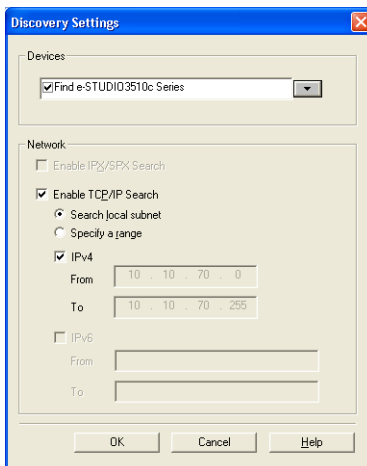 Discovery Settings
Devices
Find e-STUDIO3510c Series
Network
Enable IPX/SPX Search
Enable TCP/IP Search
Search local subnet
Specify a range
IPv4
From 10 . 10 . 70 . 0
To 10 . 10 . 70 . 255
IPv6
From
To
OK Cancel Help